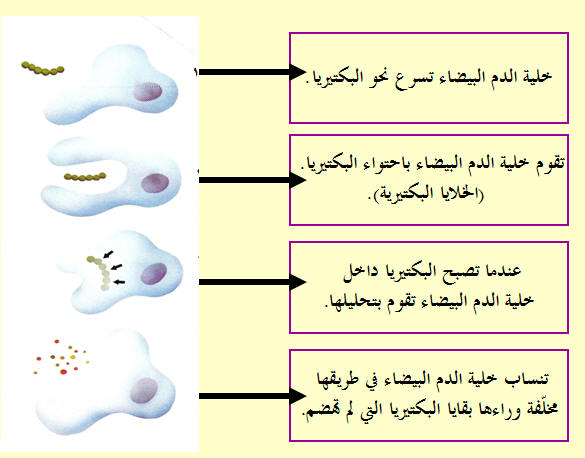 خلية الدم البيضاء تسرع نحو البكتيريا.
تقوم خلية الدم البيضاء باحتواء البكتيريا.
(الخلايا البكتيرية).
عندما تصبح البكتيريا داخل
خلية الدم البيضاء تقوم بتحليلها.
تنساب خلية الدم البيضاء في طريقها
مخلّفة وراءها بقايا البكتيريا التي لم تهضم.